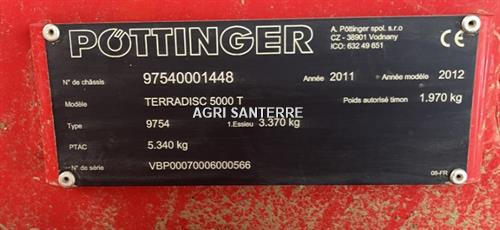 PÖTTINGER
A. Pöttinger spol. s.r.o
CZ - 38901 Vodnany
ICO: 632 49 651
CE
N° de châssis 97540001448 Année 2011 Année modèle 2012
Modèle TERRADISC 5000 T Poids autorisé timon 1.970 kg
AGRI SANTERRE
Type 9754 1.Essieu 3.370 kg
PTAC 5.340 kg
N° de série VBP00070006000566
08-FR